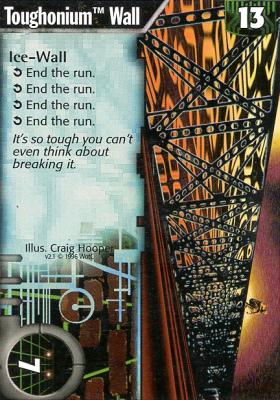 Toughonium™ Wall
13
Ice-Wall
End the run.
End the run.
End the run.
End the run.
It's so tough you can't
even think about
breaking it.
Illus. Craig Hooper
v2.1 © 1996 WotC
7